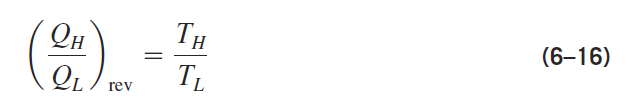 (Q_H / Q_L)_rev = T_H / T_L (6–16)